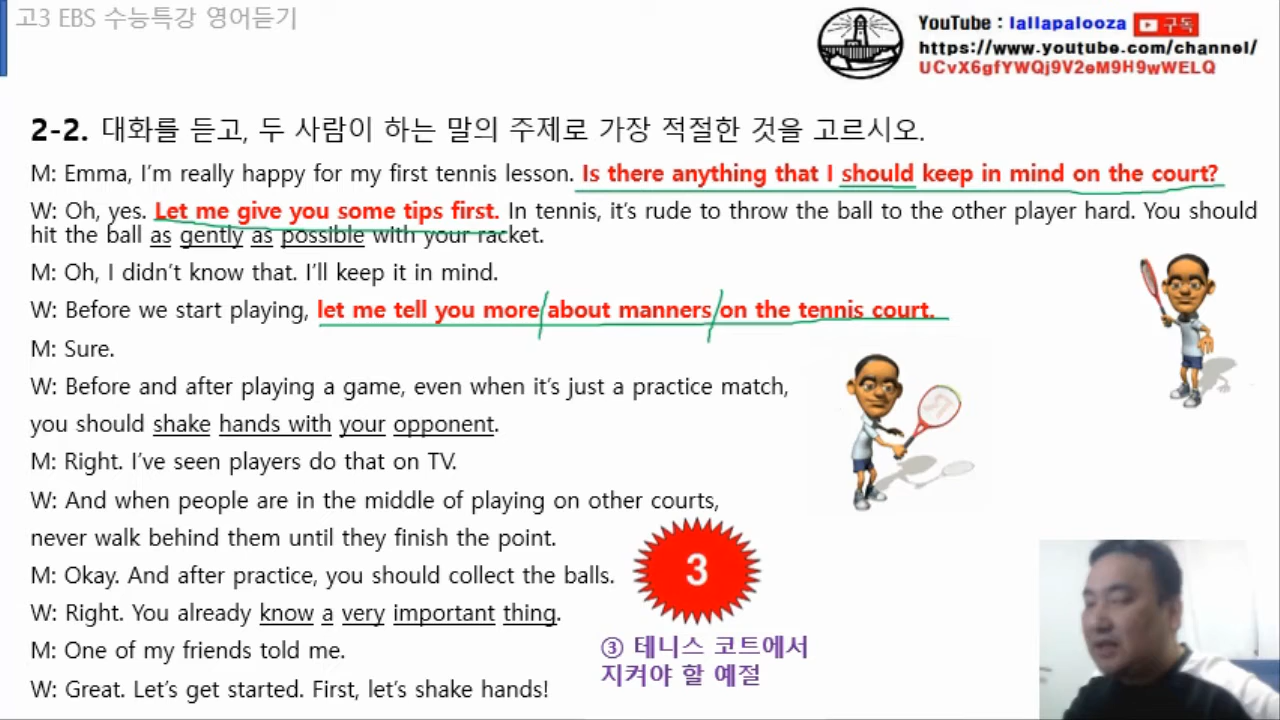 고3 EBS 수능특강 영어듣기
YouTube : lallapalooza 구독
https://www.youtube.com/channel/
UCvX6gfYWQj9V2eM9H9wWELQ
2-2. 대화를 듣고, 두 사람이 하는 말의 주제로 가장 적절한 것을 고르시오.
M: Emma, I’m really happy for my first tennis lesson. Is there anything that I should keep in mind on the court?
W: Oh, yes. Let me give you some tips first. In tennis, it’s rude to throw the ball to the other player hard. You should
hit the ball as gently as possible with your racket.
M: Oh, I didn’t know that. I’ll keep it in mind.
W: Before we start playing, let me tell you more about manners on the tennis court.
M: Sure.
W: Before and after playing a game, even when it’s just a practice match,
you should shake hands with your opponent.
M: Right. I’ve seen players do that on TV.
W: And when people are in the middle of playing on other courts,
never walk behind them until they finish the point.
M: Okay. And after practice, you should collect the balls.
W: Right. You already know a very important thing.
M: One of my friends told me.
W: Great. Let’s get started. First, let’s shake hands!
3
③ 테니스 코트에서
지켜야 할 예절